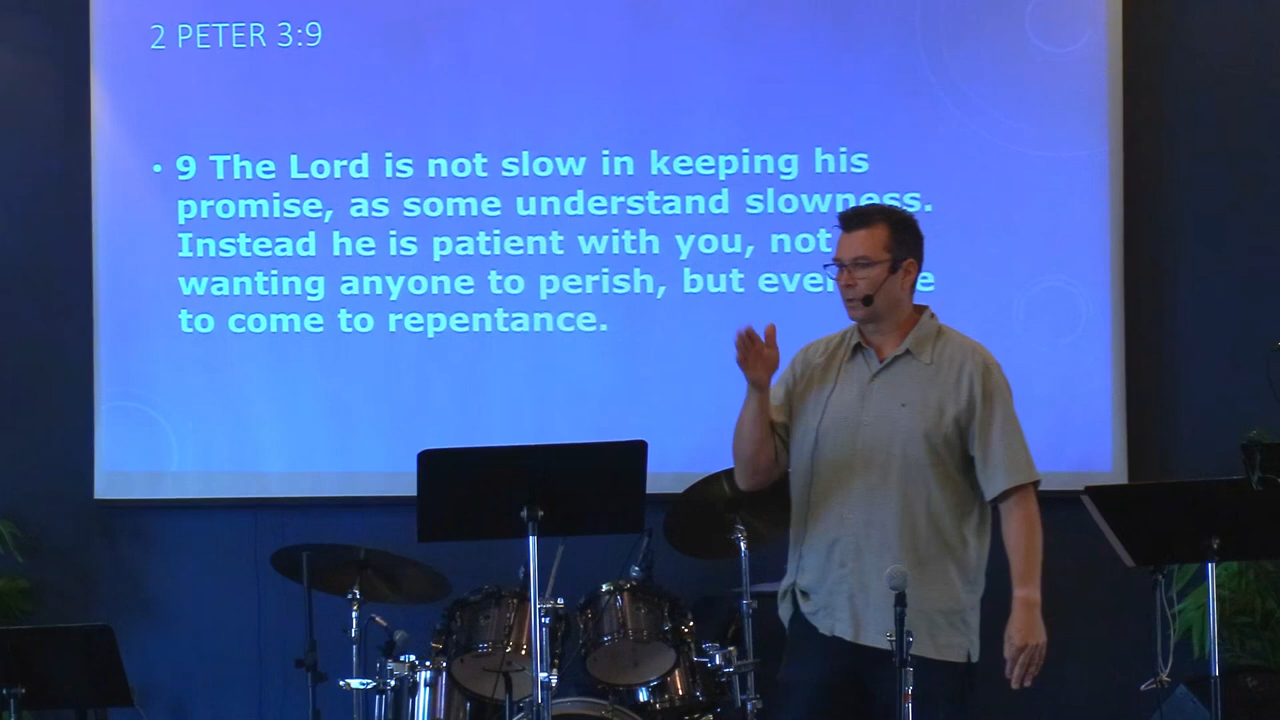 2 PETER 3:9
• 9 The Lord is not slow in keeping his
promise, as some understand slowness.
Instead he is patient with you, not
wanting anyone to perish, but
to come to repentance.